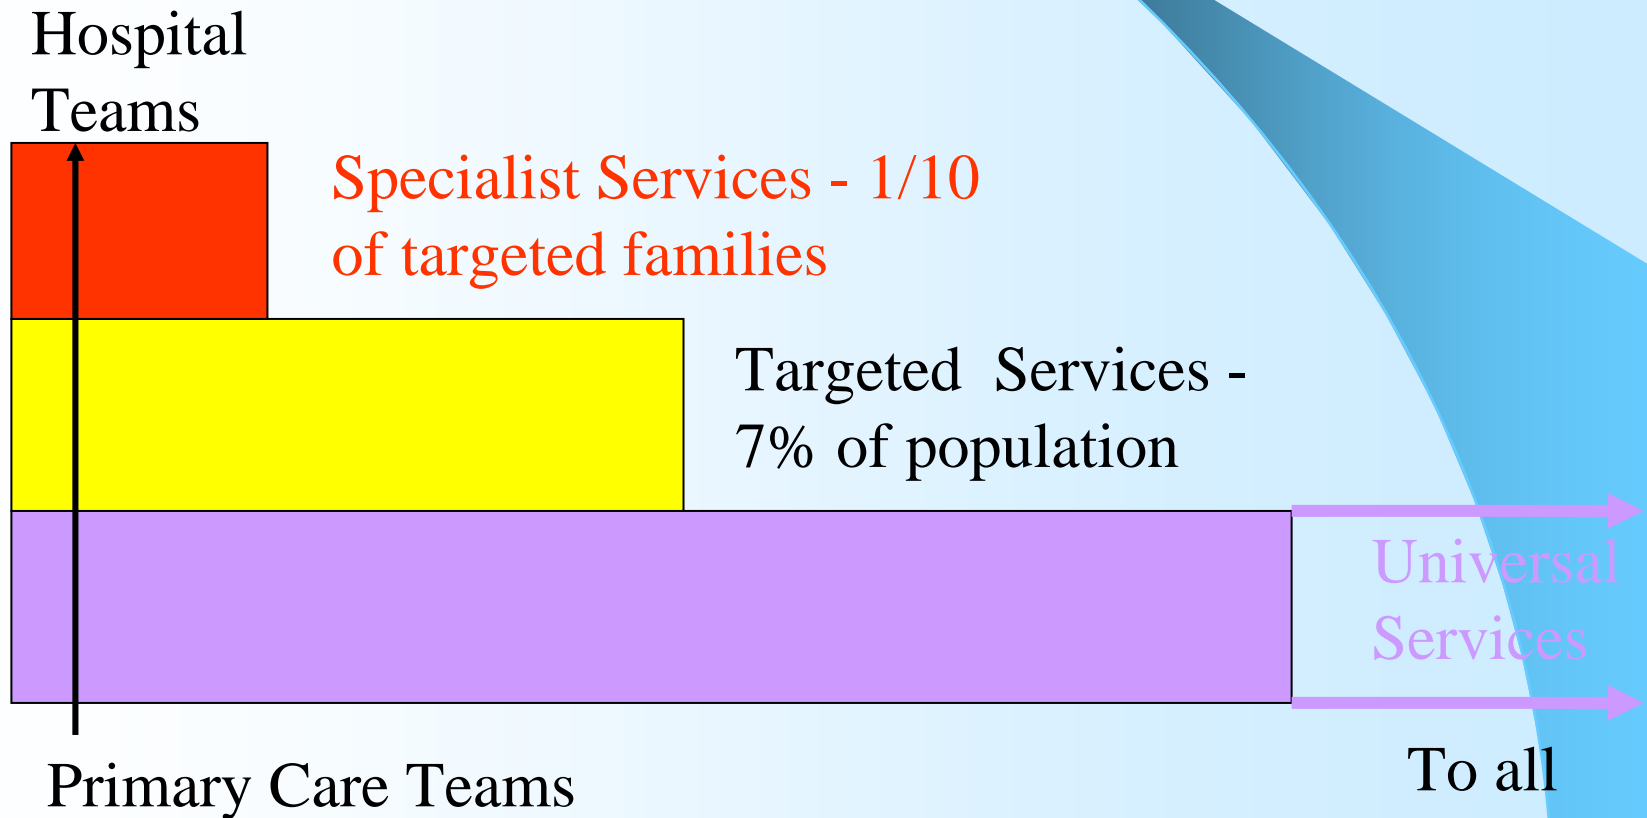 Hospital
Teams
Specialist Services - 1/10
of targeted families
Targeted  Services -
7% of population
Universal
Services
To all
Primary Care Teams